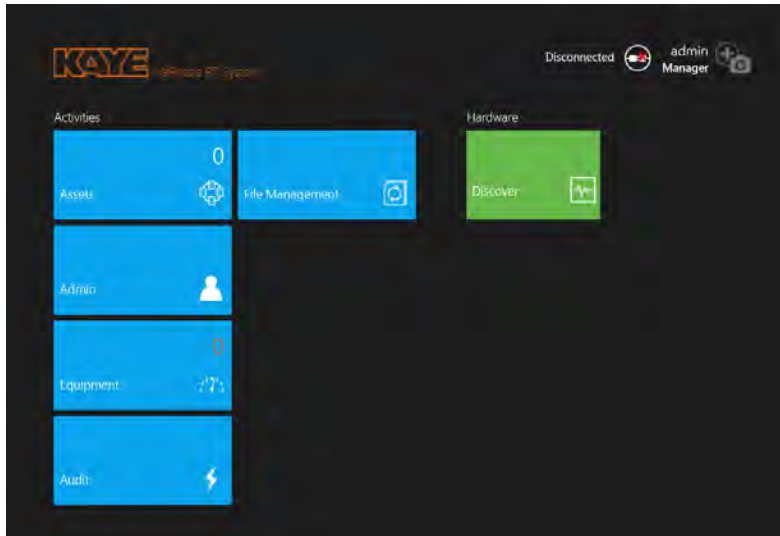 KAYE
Disconnected
admin
Manager
Activities
Hardware
0
Assets
File Management
Discover
Admin
0
Equipment
Audit